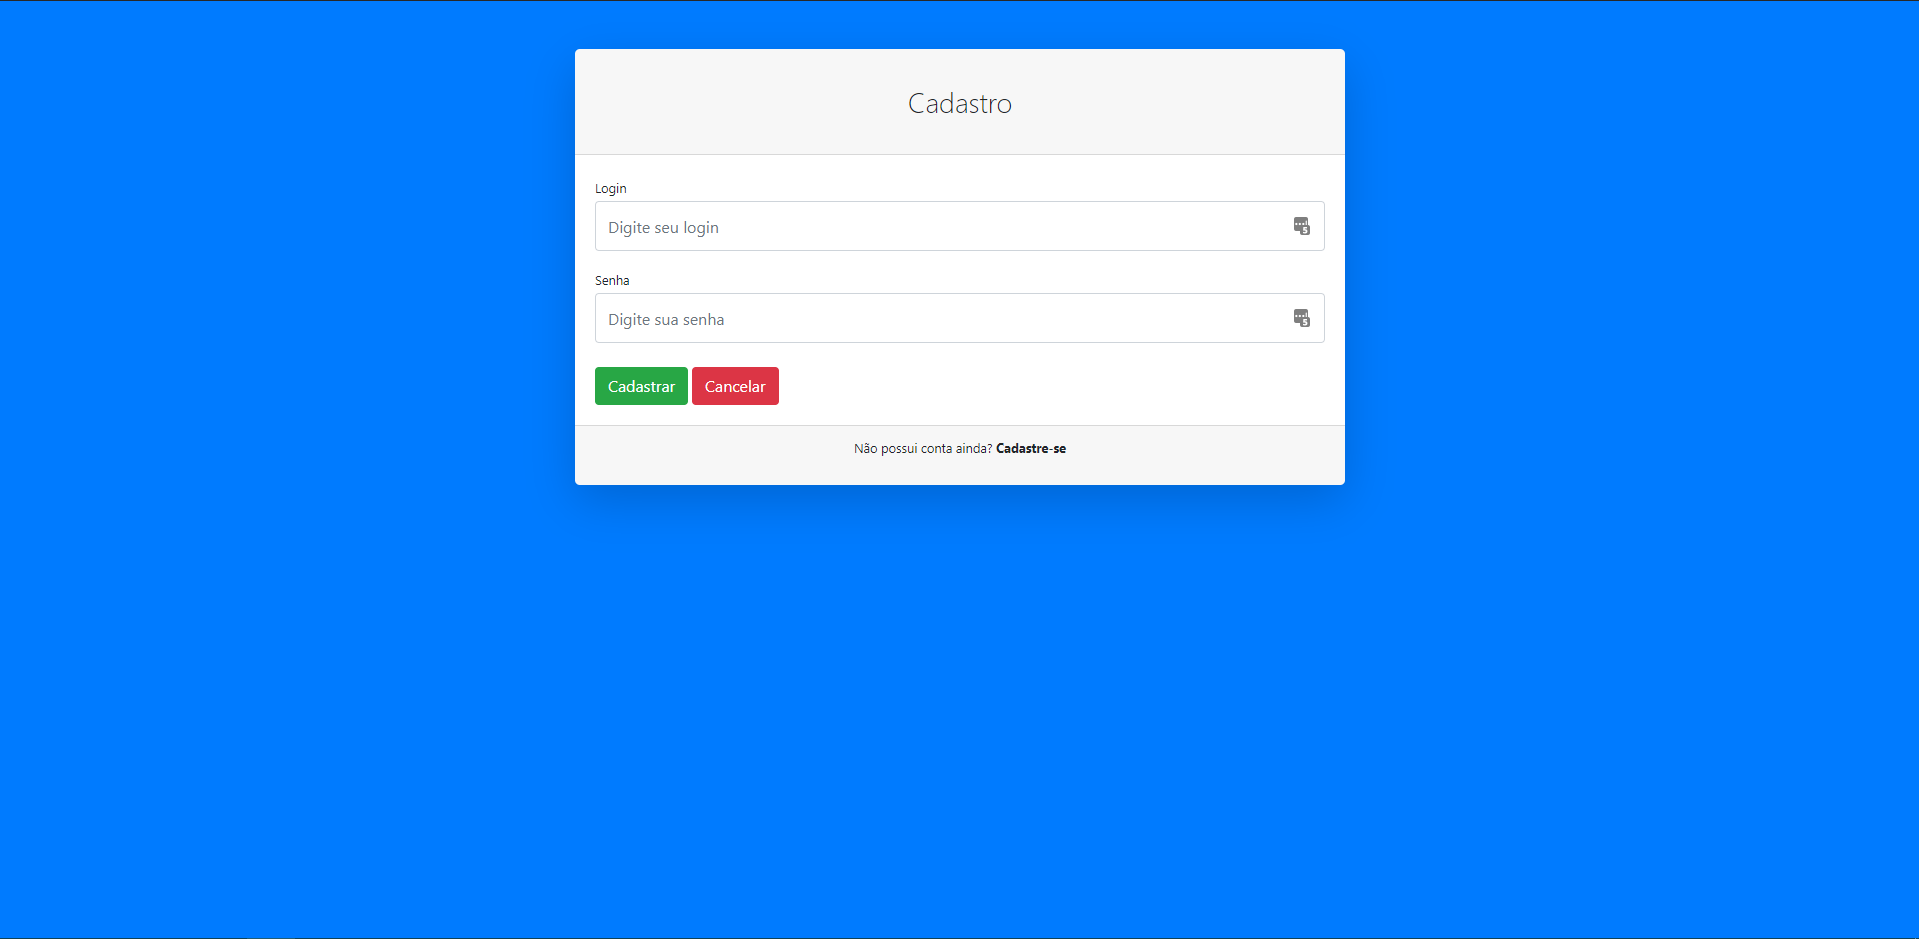 Cadastro
Login
Digite seu login
Senha
Digite sua senha
Cadastrar Cancelar
Não possui conta ainda? Cadastre-se